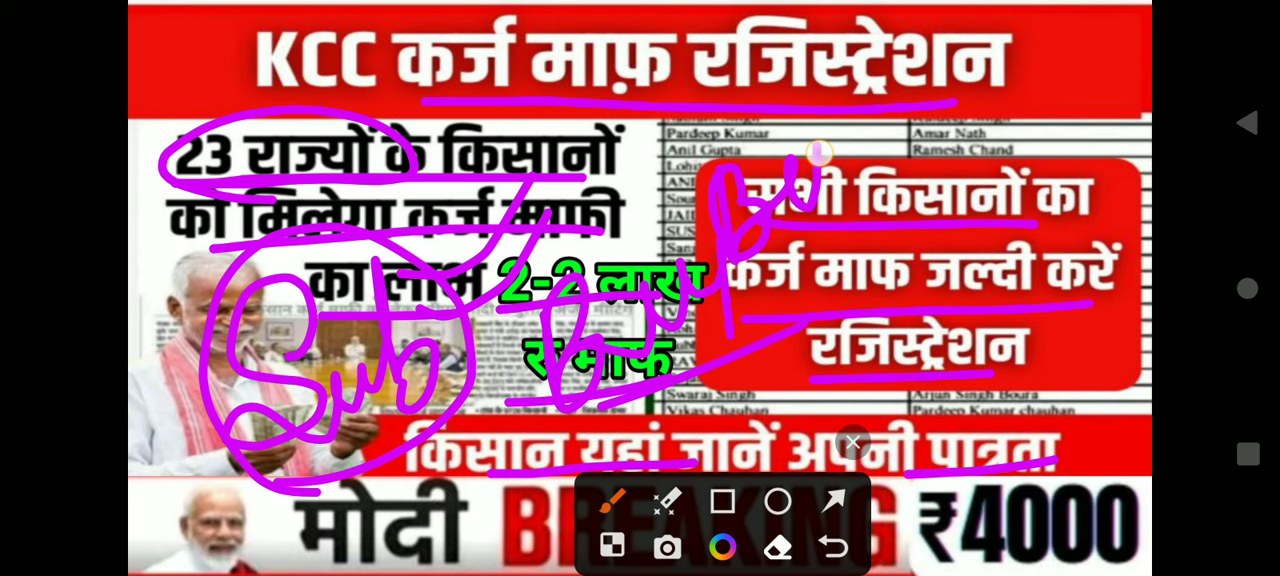 KCC कर्ज माफ़ रजिस्ट्रेशन
23 राज्यों के किसानों
को मिलेगा कर्ज माफी
का लाभ 2-2 लाख
रु माफ
Pardeep Kumar Amar Nath
Anil Gupta Ramesh Chand
सभी किसानों का
कर्ज माफ जल्दी करें
रजिस्ट्रेशन
Swaraj Singh Arjun Singh Boura
Vikas Chauhan Pardeep Kumar chauhan
Sub
किसान यहां जानें अपनी पात्रता
मोदी BREAKING ₹4000